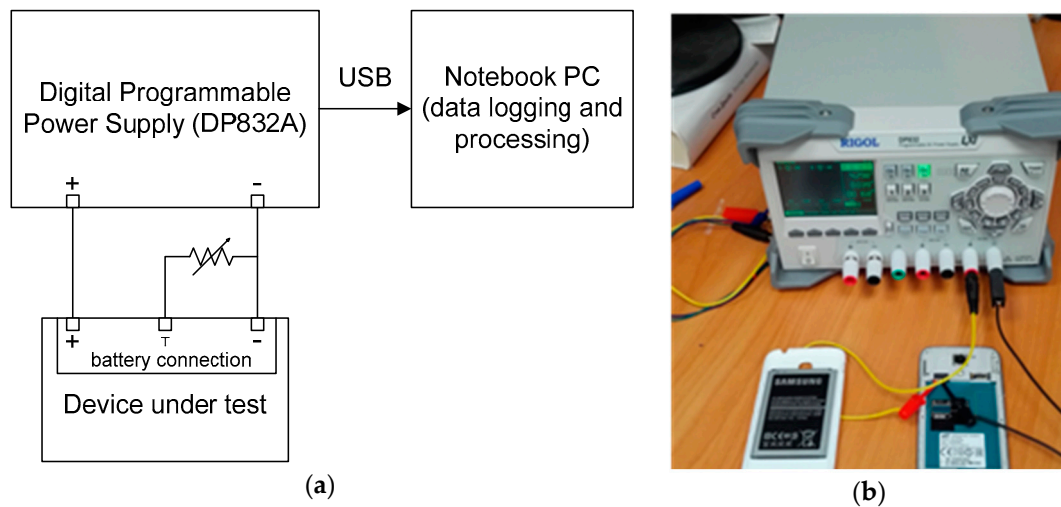 Digital Programmable
Power Supply (DP832A)
USB
Notebook PC
(data logging and
processing)
+
-
+
T
-
battery connection
Device under test
(a)
RIGOL
DP832
SAMSUNG
(b)